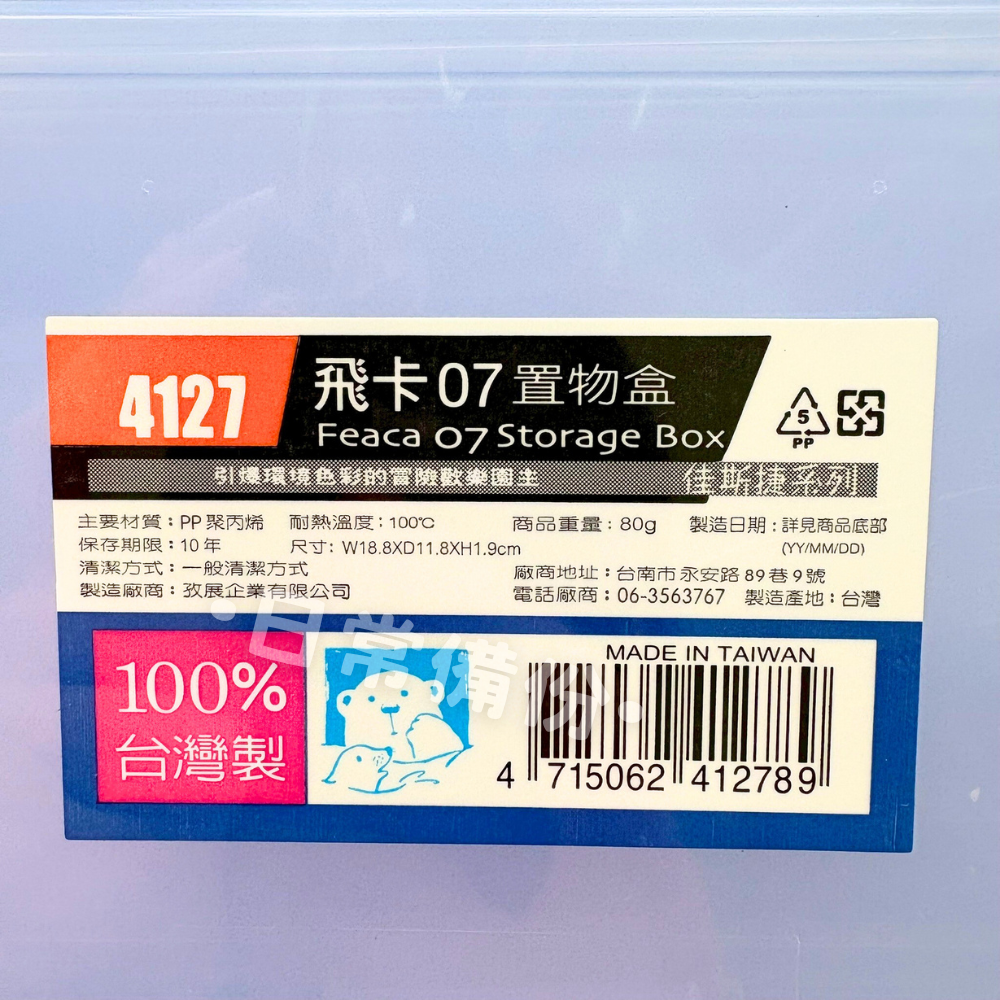 4127
飛卡07置物盒
Feaca 07 Storage Box
5
PP
引爆環境色彩的冒險歡樂園主
佳斯捷系列
主要材質：PP聚丙烯 耐熱溫度：100℃ 商品重量：80g 製造日期：詳見商品底部
(YY/MM/DD)
保存期限：10年 尺寸：W18.8XD11.8XH1.9cm
清潔方式：一般清潔方式 廠商地址：台南市永安路89巷9號
製造廠商：孜展企業有限公司 電話廠商：06-3563767 製造產地：台灣
·日常備份·
100%
台灣製
MADE IN TAIWAN
4 715062 412789